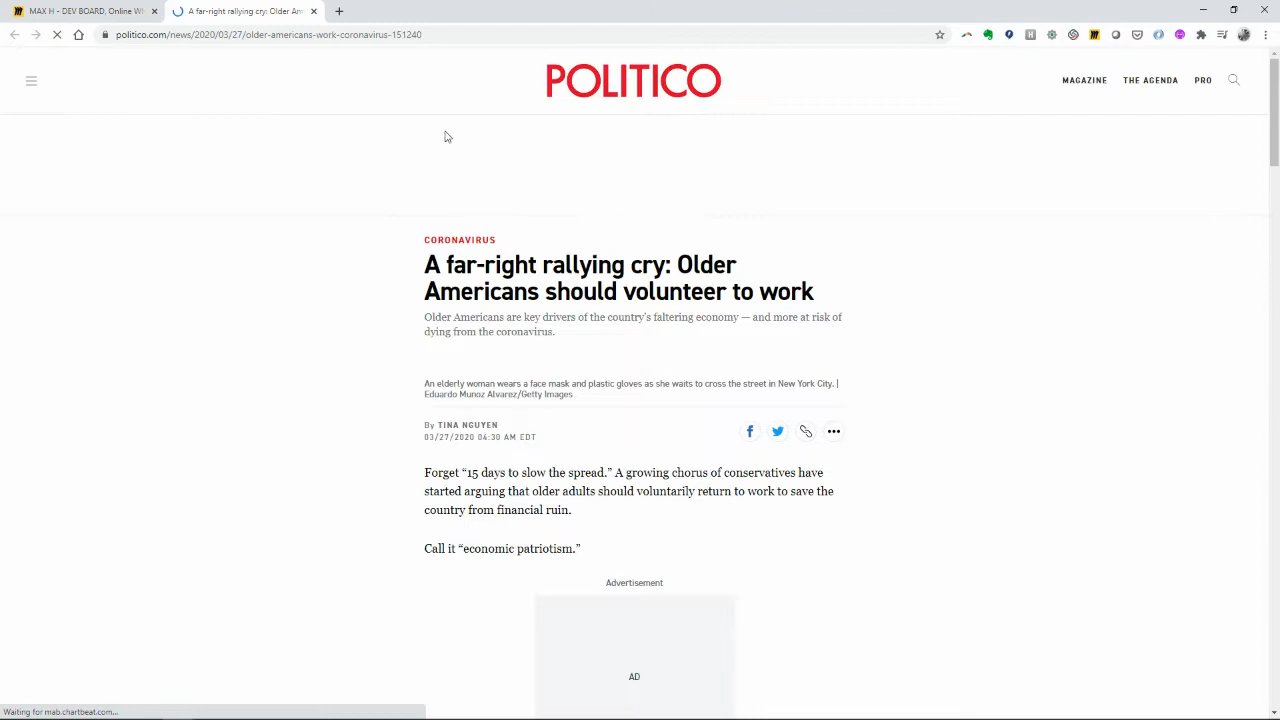 MAX H - DEV BOARD, Online Wh
A far-right rallying cry: Older Am
politico.com/news/2020/03/27/older-americans-work-coronavirus-151240
POLITICO
MAGAZINE THE AGENDA PRO
CORONAVIRUS
A far-right rallying cry: Older
Americans should volunteer to work
Older Americans are key drivers of the country's faltering economy — and more at risk of
dying from the coronavirus.
An elderly woman wears a face mask and plastic gloves as she waits to cross the street in New York City. |
Eduardo Munoz Alvarez/Getty Images
By TINA NGUYEN
03/27/2020 04:30 AM EDT
Forget “15 days to slow the spread.” A growing chorus of conservatives have
started arguing that older adults should voluntarily return to work to save the
country from financial ruin.
Call it “economic patriotism.”
Advertisement
AD
Waiting for mab.chartbeat.com...